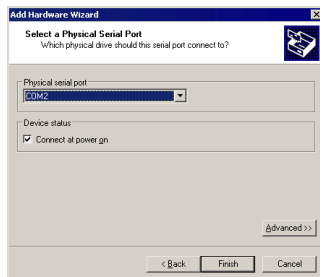 Add Hardware Wizard
Select a Physical Serial Port
Which physical drive should this serial port connect to?
Physical serial port
COM2
Device status
Connect at power on
Advanced >>
< Back
Finish
Cancel